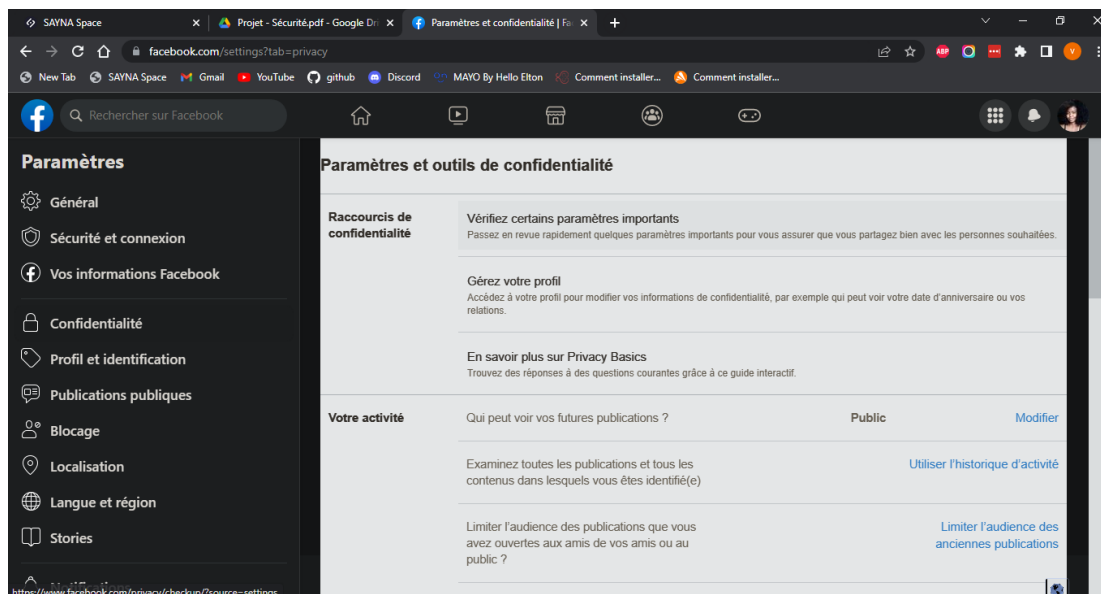 SAYNA Space
Projet - Sécurité.pdf - Google Dri
Paramètres et confidentialité | Fa
facebook.com/settings?tab=privacy
New Tab
SAYNA Space
Gmail
YouTube
github
Discord
MAYO By Hello Elton
Comment installer...
Comment installer...
ABP
V
Rechercher sur Facebook
Paramètres
Général
Sécurité et connexion
Vos informations Facebook
Confidentialité
Profil et identification
Publications publiques
Blocage
Localisation
Langue et région
Stories
Notifications
https://www.facebook.com/privacy/checkup/?source=settings
Paramètres et outils de confidentialité
Raccourcis de
confidentialité
Vérifiez certains paramètres importants
Passez en revue rapidement quelques paramètres importants pour vous assurer que vous partagez bien avec les personnes souhaitées.
Gérez votre profil
Accédez à votre profil pour modifier vos informations de confidentialité, par exemple qui peut voir votre date d'anniversaire ou vos
relations.
En savoir plus sur Privacy Basics
Trouvez des réponses à des questions courantes grâce à ce guide interactif.
Votre activité
Qui peut voir vos futures publications ?
Public
Modifier
Examinez toutes les publications et tous les
contenus dans lesquels vous êtes identifié(e)
Utiliser l'historique d'activité
Limiter l'audience des publications que vous
avez ouvertes aux amis de vos amis ou au
public ?
Limiter l'audience des
anciennes publications